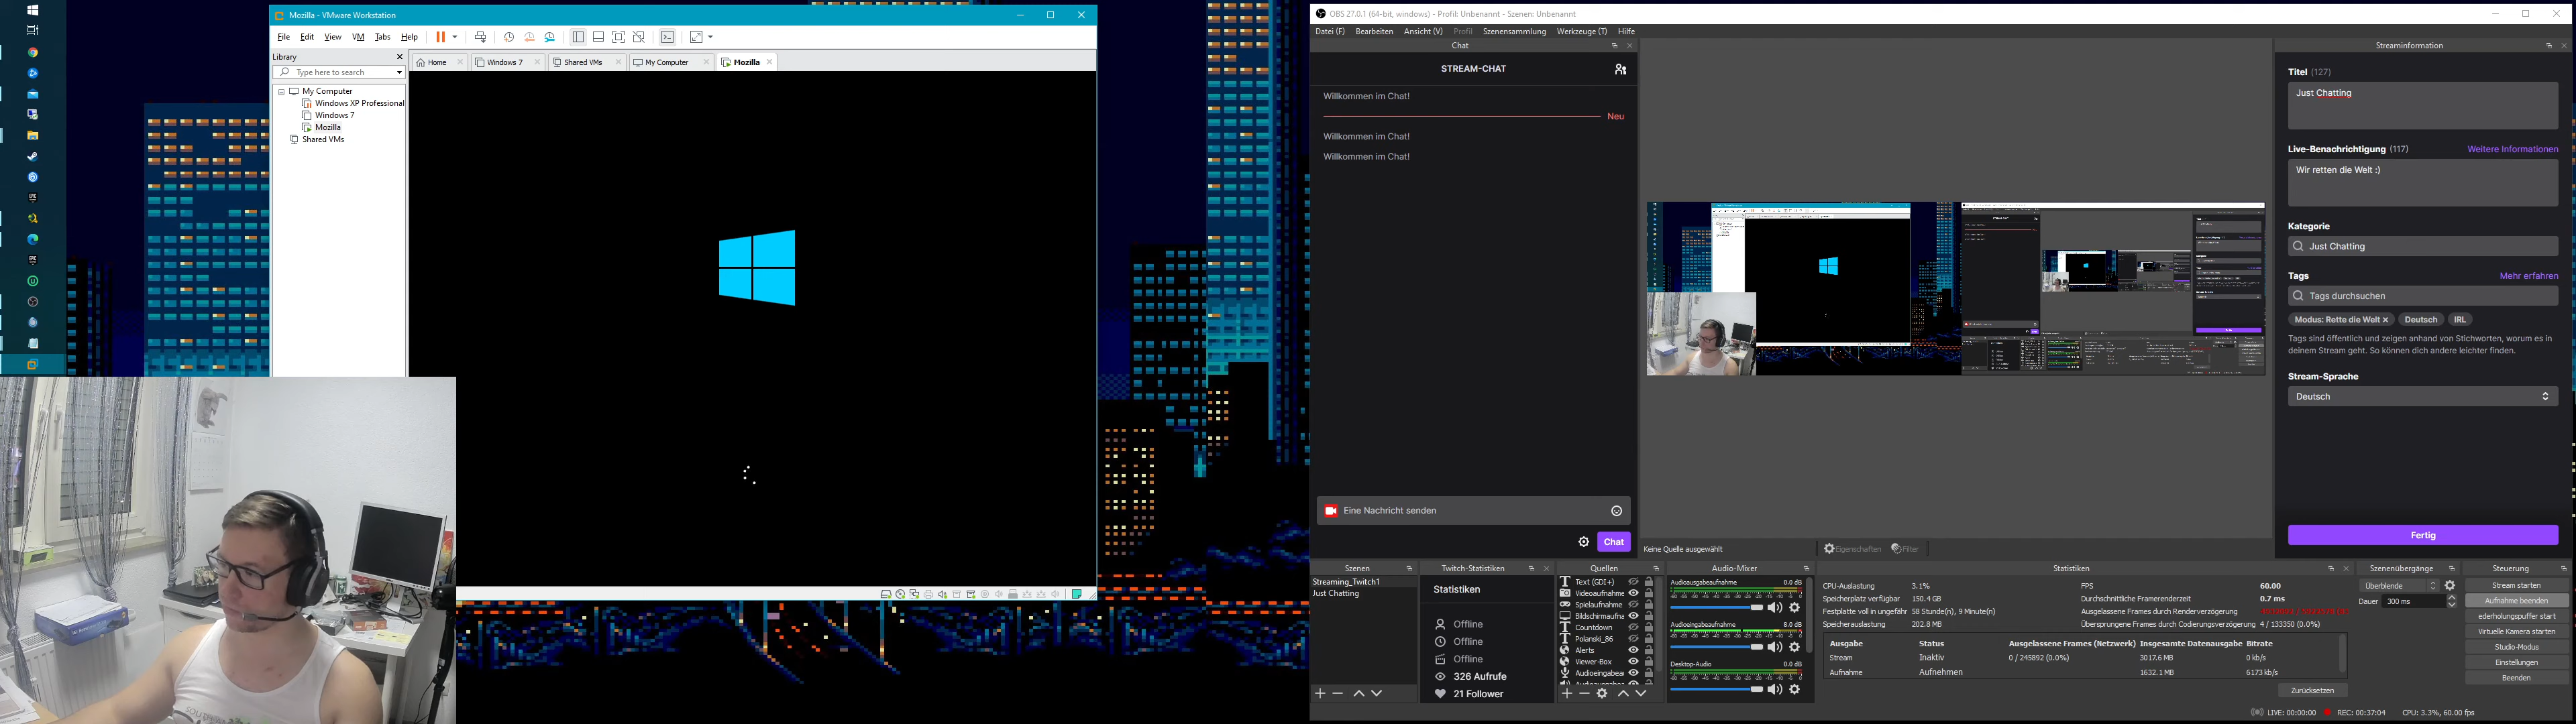 Mozilla - VMware Workstation
File Edit View VM Tabs Help
Library
Type here to search
My Computer
Windows XP Professional
Windows 7
Mozilla
Shared VMs
Home
Windows 7
Shared VMs
My Computer
Mozilla
OBS 27.0.1 (64-bit, windows) - Profil: Unbenannt - Szenen: Unbenannt
Datei (F) Bearbeiten Ansicht (V) Profil Szenensammlung Werkzeuge (T) Hilfe
Chat
STREAM-CHAT
Willkommen im Chat!
Neu
Willkommen im Chat!
Willkommen im Chat!
Eine Nachricht senden
Chat
Streaminformation
Titel (127)
Just Chatting
Live-Benachrichtigung (117) Weitere Informationen
Wir retten die Welt :)
Kategorie
Just Chatting
Tags Mehr erfahren
Tags durchsuchen
Modus: Rette die Welt Deutsch IRL
Tags sind öffentlich und zeigen anhand von Stichworten, worum es in
deinem Stream geht. So können dich andere leichter finden.
Stream-Sprache
Deutsch
Fertig
Keine Quelle ausgewählt
Eigenschaften
Filter
Szenen
Streaming_Twitch1
Just Chatting
Twitch-Statistiken
Statistiken
Offline
Offline
Offline
326 Aufrufe
21 Follower
Quellen
Text (GDI+)
Videoaufnahme
Spielaufnahme
Bildschirmaufna
Countdown
Polanski_86
Alerts
Viewer-Box
Audioeingabea
Audio-Mixer
Audioausgabeaufnahme 0.0 dB
Audioeingabeaufnahme 8.0 dB
Desktop-Audio 0.0 dB
Statistiken
CPU-Auslastung 3.1%
Speicherplatz verfügbar 150.4 GB
Festplatte voll in ungefähr 58 Stunde(n), 9 Minute(n)
Speicherauslastung 202.8 MB
FPS 60.00
Durchschnittliche Framerenderzeit 0.7 ms
Ausgelassene Frames durch Renderverzögerung
Übersprungene Frames durch Codierungsverzögerung 4 / 133350 (0.0%)
Ausgabe Status Ausgelassene Frames (Netzwerk) Insgesamte Datenausgabe Bitrate
Stream Inaktiv 0 / 245892 (0.0%) 3017.6 MB 0 kb/s
Aufnahme Aufnehmen 1632.1 MB 6173 kb/s
Zurücksetzen
Szenenübergänge
Überblende
Dauer 300 ms
Steuerung
Stream starten
Aufnahme beenden
ederholungspuffer start
Virtuelle Kamera starten
Studio-Modus
Einstellungen
Beenden
LIVE: 00:00:00 REC: 00:37:04 CPU: 3.3%, 60.00 fps